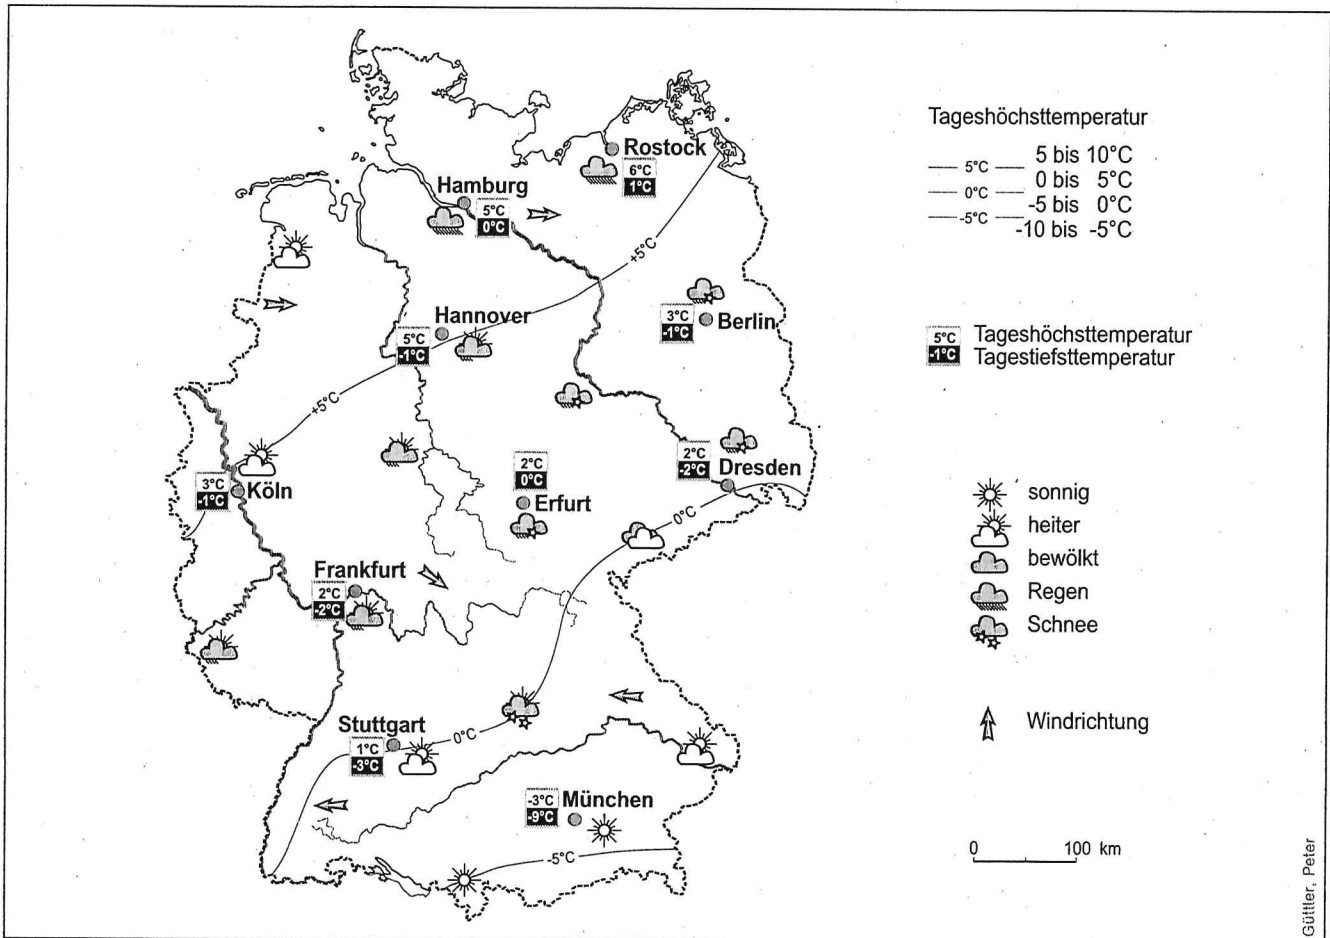 Rostock
6°C
1°C
Hamburg
5°C
0°C
+5°C
Hannover
5°C
-1°C
3°C
-1°C
Berlin
+5°C
2°C
-2°C
Dresden
3°C
-1°C
Köln
2°C
0°C
Erfurt
0°C
Frankfurt
2°C
-2°C
Stuttgart
1°C
-3°C
0°C
-3°C
-9°C
München
-5°C
Tageshöchsttemperatur
5°C 5 bis 10°C
0°C 0 bis 5°C
-5°C -5 bis 0°C
-10 bis -5°C
5°C Tageshöchsttemperatur
-1°C Tagestiefsttemperatur
sonnig
heiter
bewölkt
Regen
Schnee
Windrichtung
0 100 km
Güttler, Peter